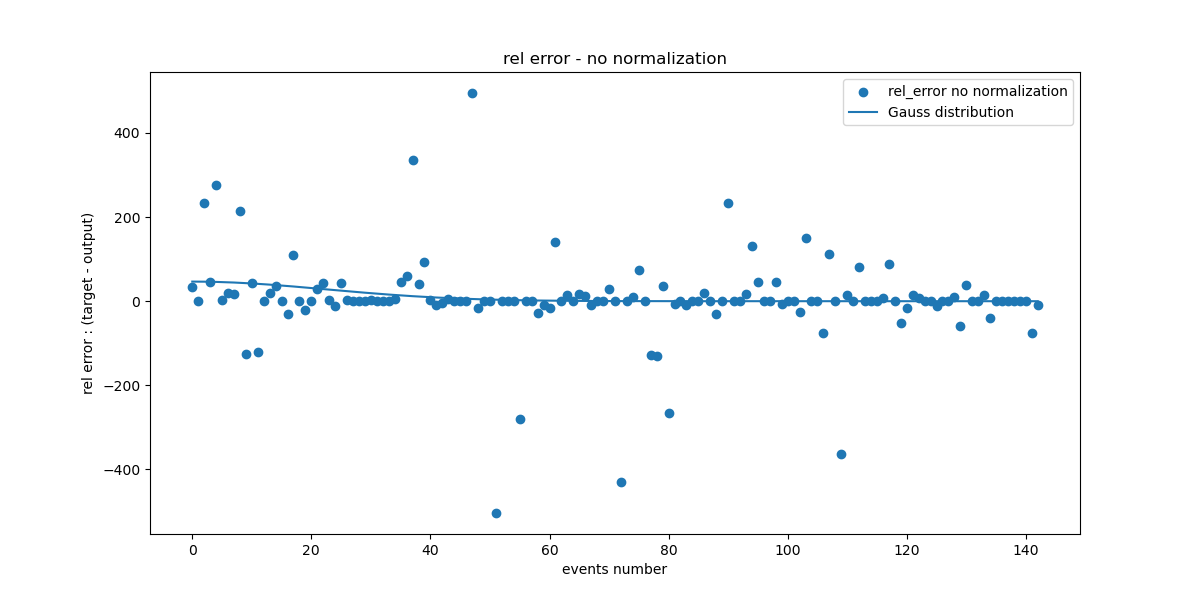 rel error - no normalization
rel_error no normalization
Gauss distribution
400
200
0
−200
−400
rel error : (target - output)
0 20 40 60 80 100 120 140
events number